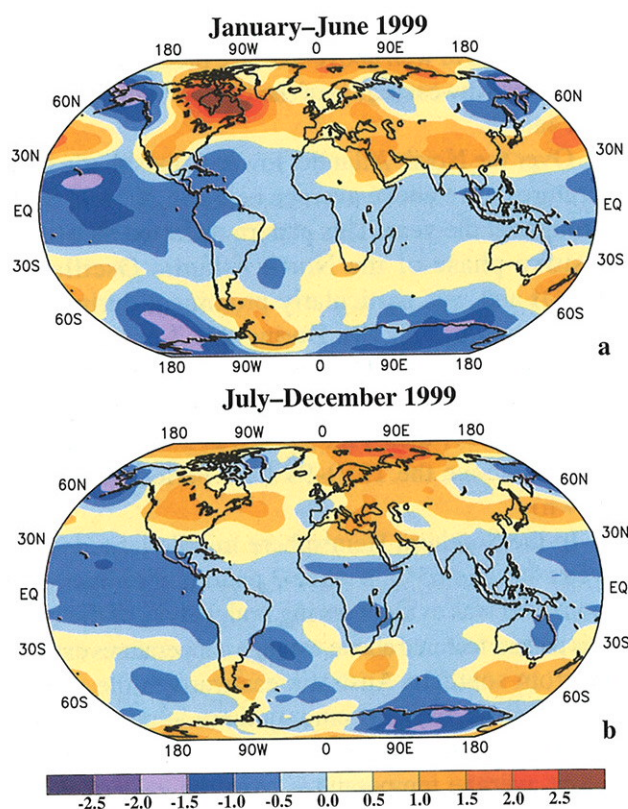 January–June 1999
180 90W 0 90E 180
60N 60N
30N 30N
EQ EQ
30S 30S
60S 60S
180 90W 0 90E 180
a
July–December 1999
180 90W 0 90E 180
60N 60N
30N 30N
EQ EQ
30S 30S
60S 60S
180 90W 0 90E 180
b
-2.5 -2.0 -1.5 -1.0 -0.5 0.0 0.5 1.0 1.5 2.0 2.5